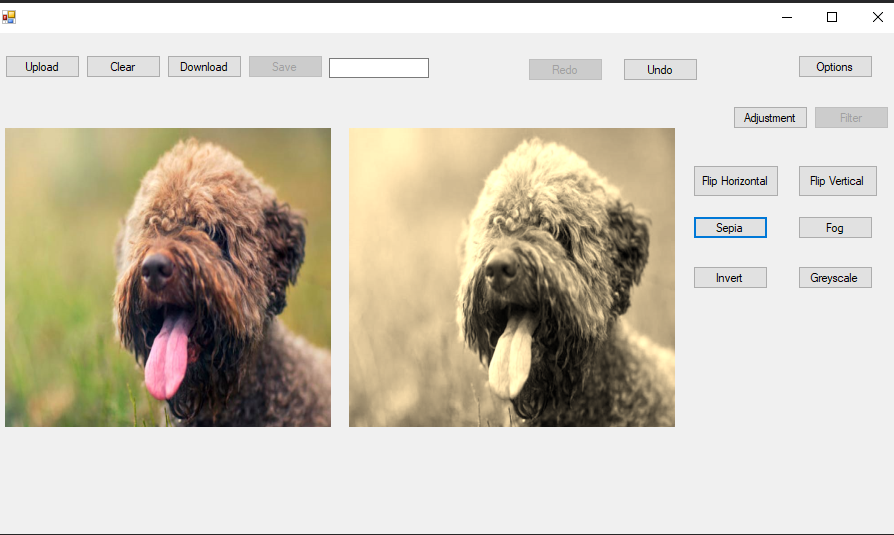 Upload Clear Download Save Redo Undo Options
Adjustment Filter
Flip Horizontal Flip Vertical
Sepia Fog
Invert Greyscale